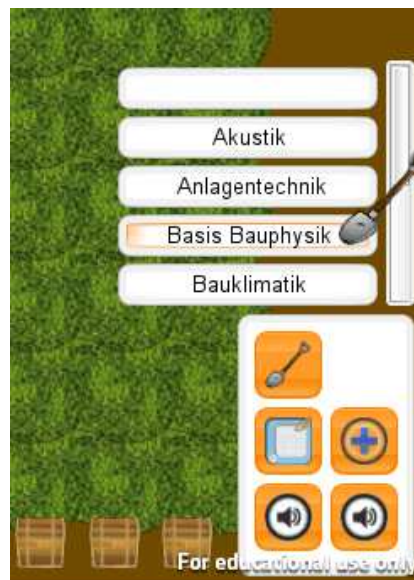 Akustik
Anlagentechnik
Basis Bauphysik
Bauklimatik
For educational use only